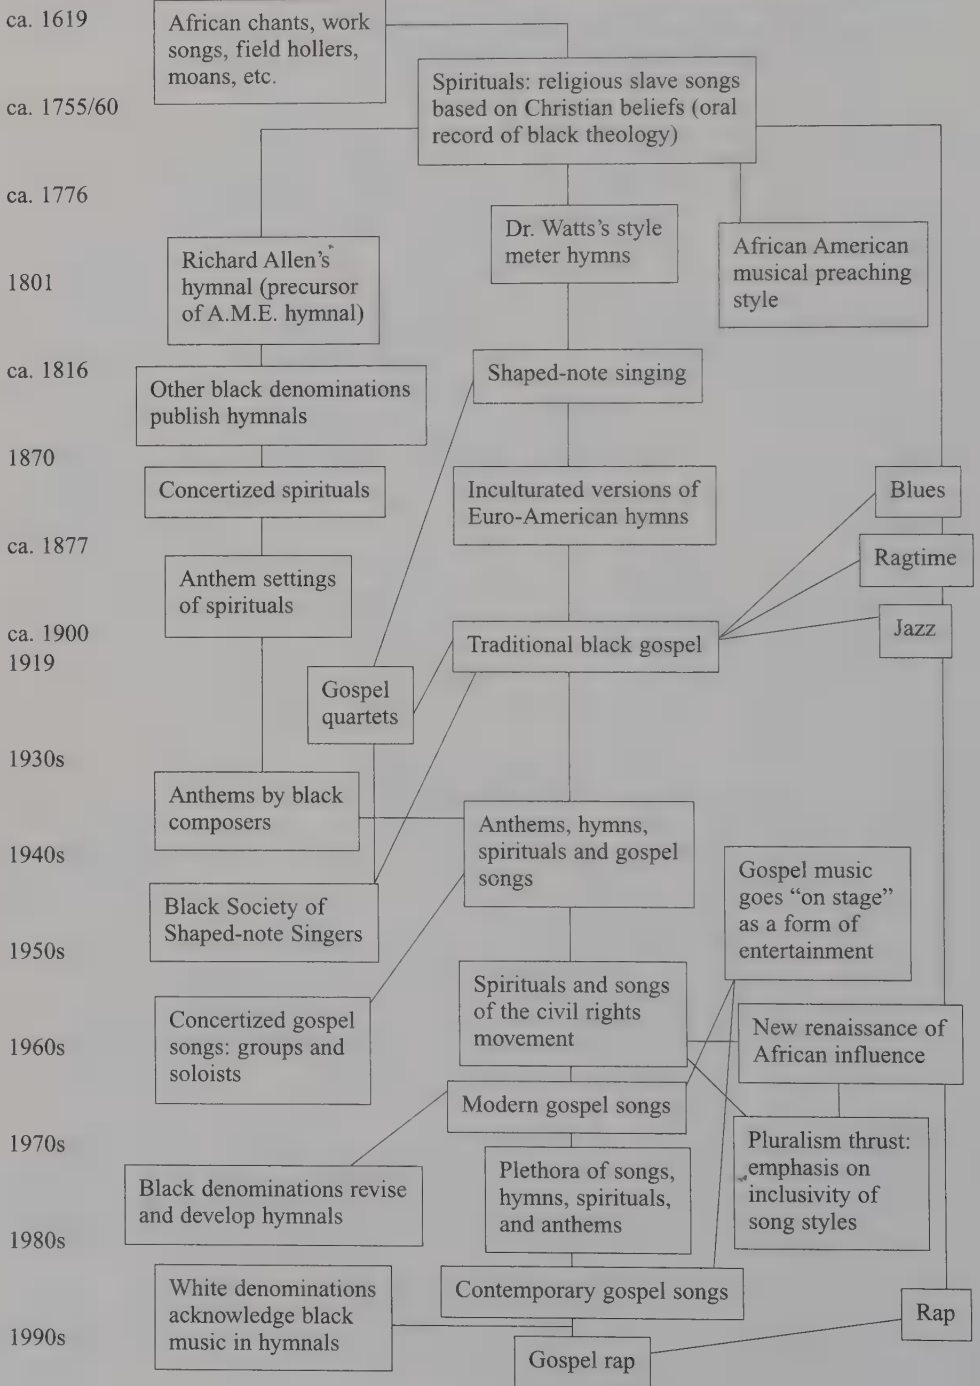 ca. 1619
African chants, work
songs, field hollers,
moans, etc.
Spirituals: religious slave songs
based on Christian beliefs (oral
record of black theology)
ca. 1755/60
ca. 1776
Dr. Watts's style
meter hymns
African American
musical preaching
style
Richard Allen's
hymnal (precursor
of A.M.E. hymnal)
1801
ca. 1816
Shaped-note singing
Other black denominations
publish hymnals
1870
Concertized spirituals
Inculturated versions of
Euro-American hymns
Blues
ca. 1877
Ragtime
Anthem settings
of spirituals
ca. 1900
Traditional black gospel
Jazz
1919
Gospel
quartets
1930s
Anthems by black
composers
Anthems, hymns,
spirituals and gospel
songs
1940s
Gospel music
goes "on stage"
as a form of
entertainment
Black Society of
Shaped-note Singers
1950s
Spirituals and songs
of the civil rights
movement
Concertized gospel
songs: groups and
soloists
New renaissance of
African influence
1960s
Modern gospel songs
1970s
Pluralism thrust:
emphasis on
inclusivity of
song styles
Plethora of songs,
hymns, spirituals,
and anthems
Black denominations revise
and develop hymnals
1980s
White denominations
acknowledge black
music in hymnals
Contemporary gospel songs
Rap
1990s
Gospel rap